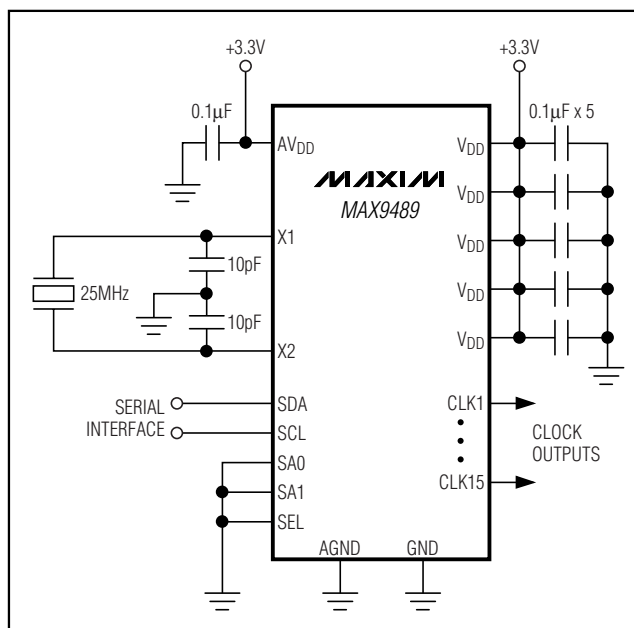 +3.3V
+3.3V
0.1μF
0.1μF x 5
AVDD
VDD
MAXIM
MAX9489
VDD
X1
VDD
10pF
25MHz
VDD
10pF
X2
VDD
SDA
CLK1
SERIAL
INTERFACE
SCL
CLOCK
OUTPUTS
SA0
SA1
CLK15
SEL
AGND
GND